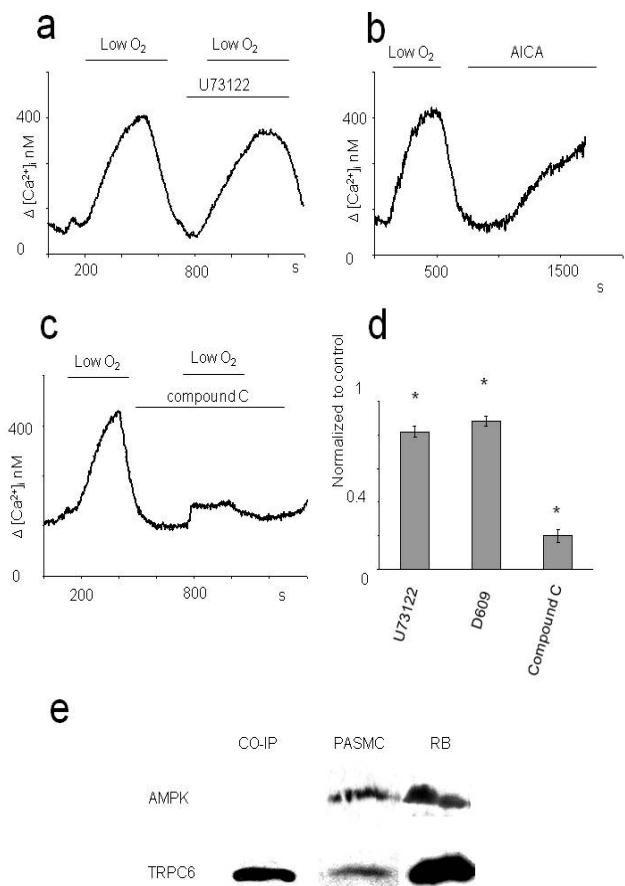 a
Low O2
Low O2
U73122
Δ [Ca2+]i nM
400
0
200
800
s
b
Low O2
AICA
Δ [Ca2+]i nM
400
0
500
1500
s
c
Low O2
Low O2
compound C
Δ [Ca2+]i nM
400
0
200
800
s
d
Normalized to control
1
0.4
0
*
*
*
U73122
D609
Compound C
e
CO-IP
PASMC
RB
AMPK
TRPC6